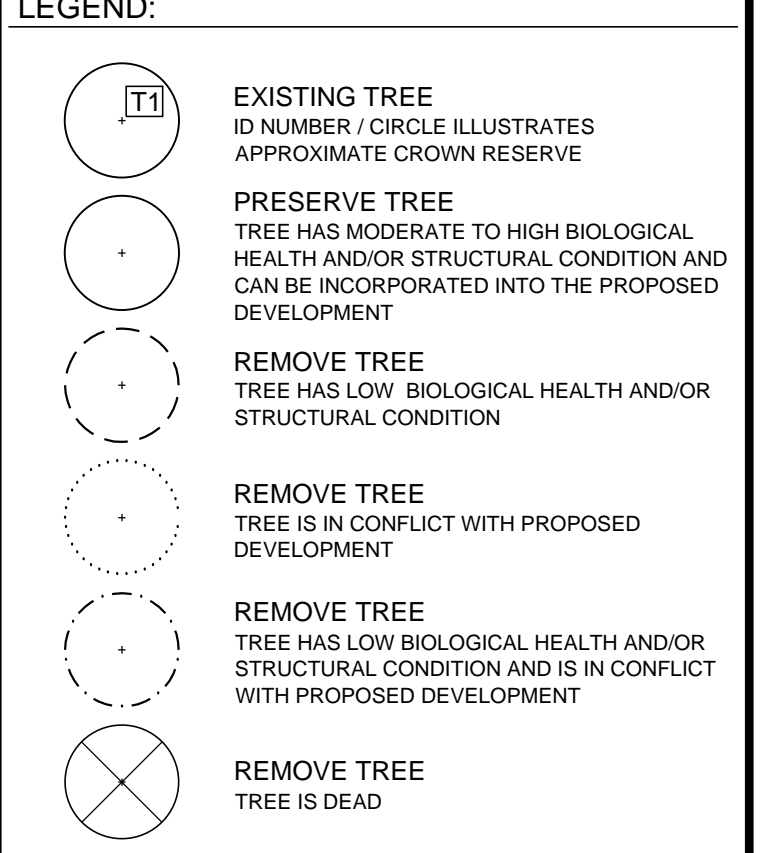 LEGEND:
T1
EXISTING TREE
ID NUMBER / CIRCLE ILLUSTRATES
APPROXIMATE CROWN RESERVE
PRESERVE TREE
TREE HAS MODERATE TO HIGH BIOLOGICAL
HEALTH AND/OR STRUCTURAL CONDITION AND
CAN BE INCORPORATED INTO THE PROPOSED
DEVELOPMENT
REMOVE TREE
TREE HAS LOW BIOLOGICAL HEALTH AND/OR
STRUCTURAL CONDITION
REMOVE TREE
TREE IS IN CONFLICT WITH PROPOSED
DEVELOPMENT
REMOVE TREE
TREE HAS LOW BIOLOGICAL HEALTH AND/OR
STRUCTURAL CONDITION AND IS IN CONFLICT
WITH PROPOSED DEVELOPMENT
REMOVE TREE
TREE IS DEAD